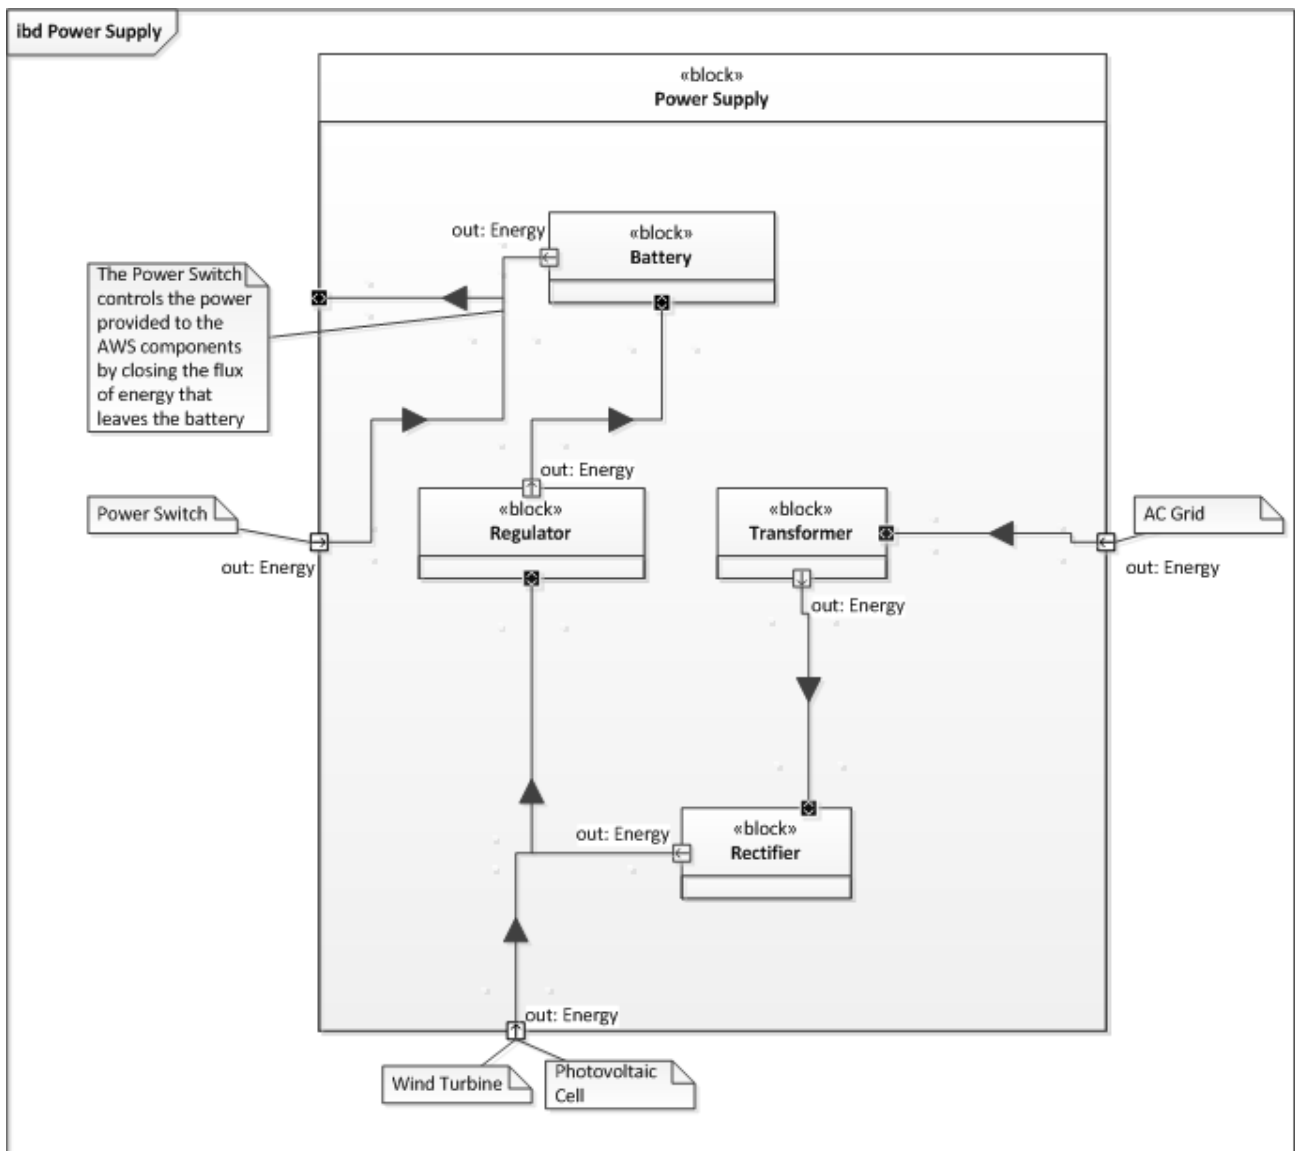 ibd Power Supply
«block»
Power Supply
out: Energy
«block»
Battery
The Power Switch
controls the power
provided to the
AWS components
by closing the flux
of energy that
leaves the battery
out: Energy
«block»
Regulator
«block»
Transformer
Power Switch
AC Grid
out: Energy
out: Energy
out: Energy
out: Energy
«block»
Rectifier
out: Energy
Wind Turbine
Photovoltaic
Cell